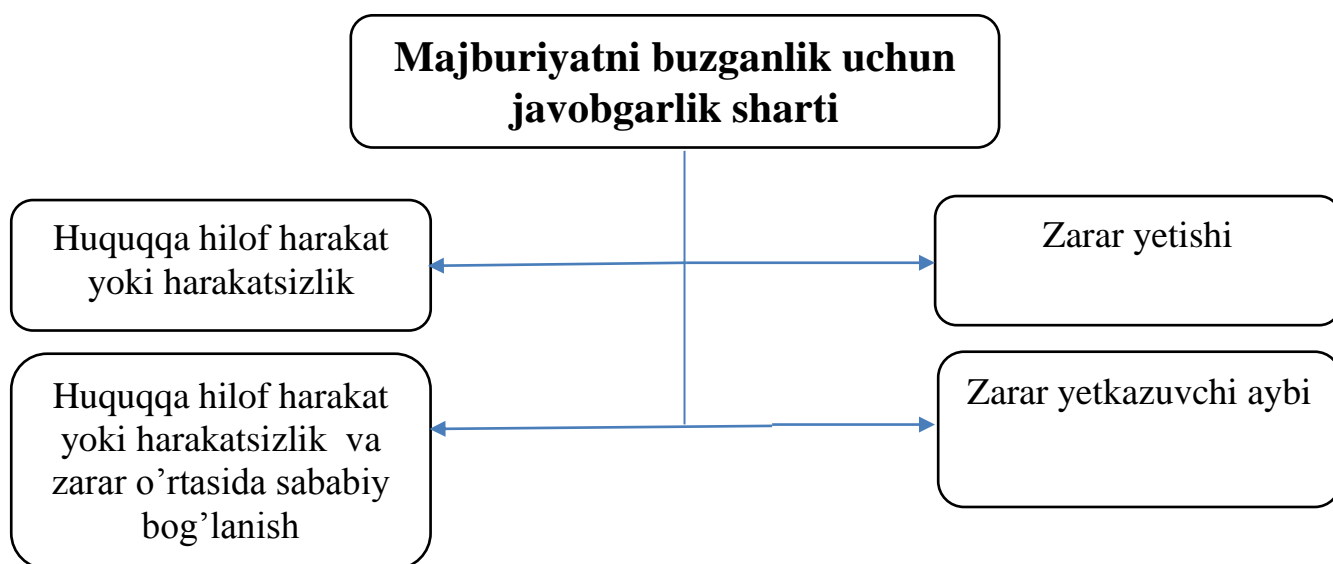 Majburiyatni buzganlik uchun
javobgarlik sharti
Huquqqa hilof harakat
yoki harakatsizlik
Zarar yetishi
Huquqqa hilof harakat
yoki harakatsizlik va
zarar o’rtasida sababiy
bog’lanish
Zarar yetkazuvchi aybi